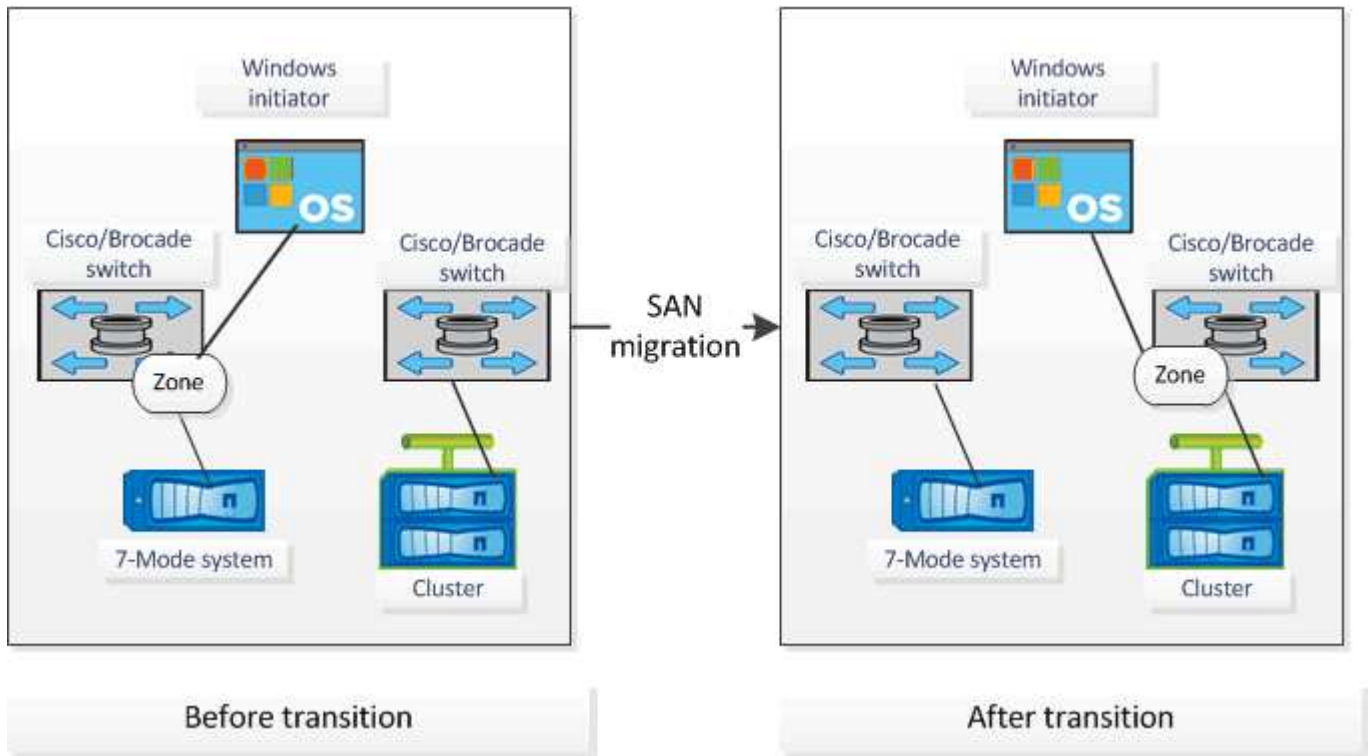 Windows
initiator
OS
Cisco/Brocade
switch
Cisco/Brocade
switch
Zone
n
7-Mode system
n
n
Cluster
SAN
migration
Windows
initiator
OS
Cisco/Brocade
switch
Cisco/Brocade
switch
Zone
n
7-Mode system
n
n
Cluster
Before transition
After transition